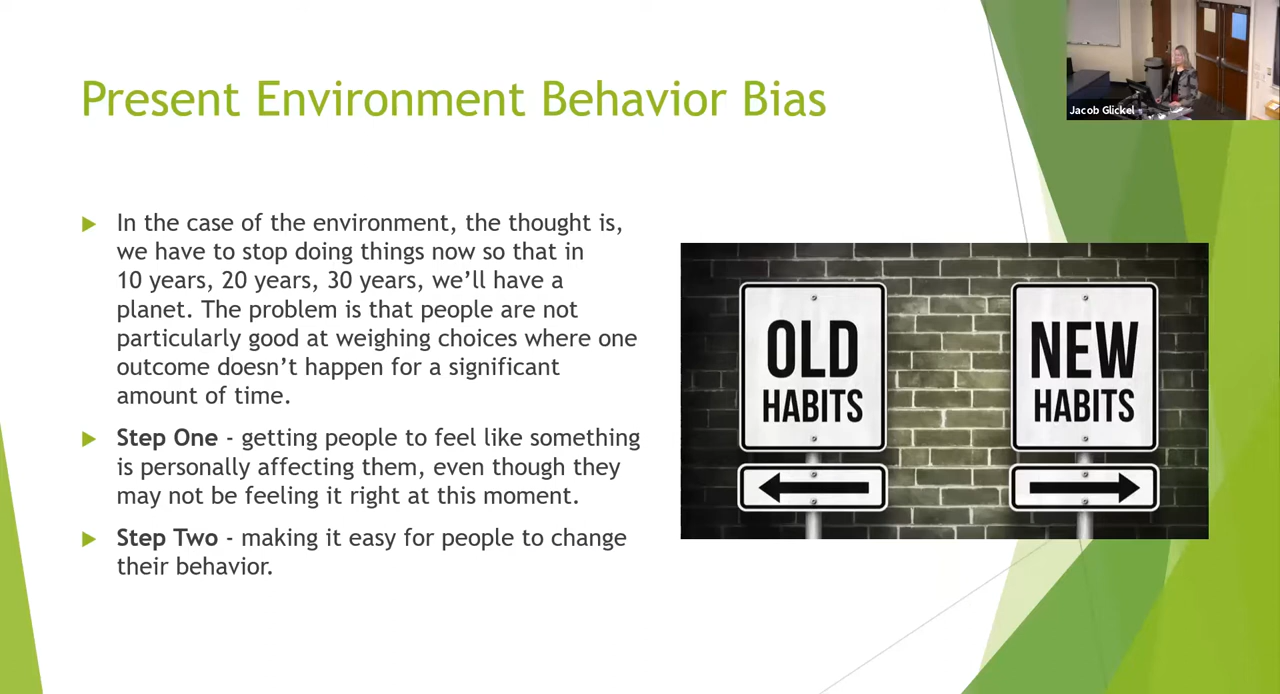 Present Environment Behavior Bias
Jacob Glickel
In the case of the environment, the thought is,
we have to stop doing things now so that in
10 years, 20 years, 30 years, we’ll have a
planet. The problem is that people are not
particularly good at weighing choices where one
outcome doesn’t happen for a significant
amount of time.
Step One - getting people to feel like something
is personally affecting them, even though they
may not be feeling it right at this moment.
Step Two - making it easy for people to change
their behavior.
OLD
HABITS
NEW
HABITS